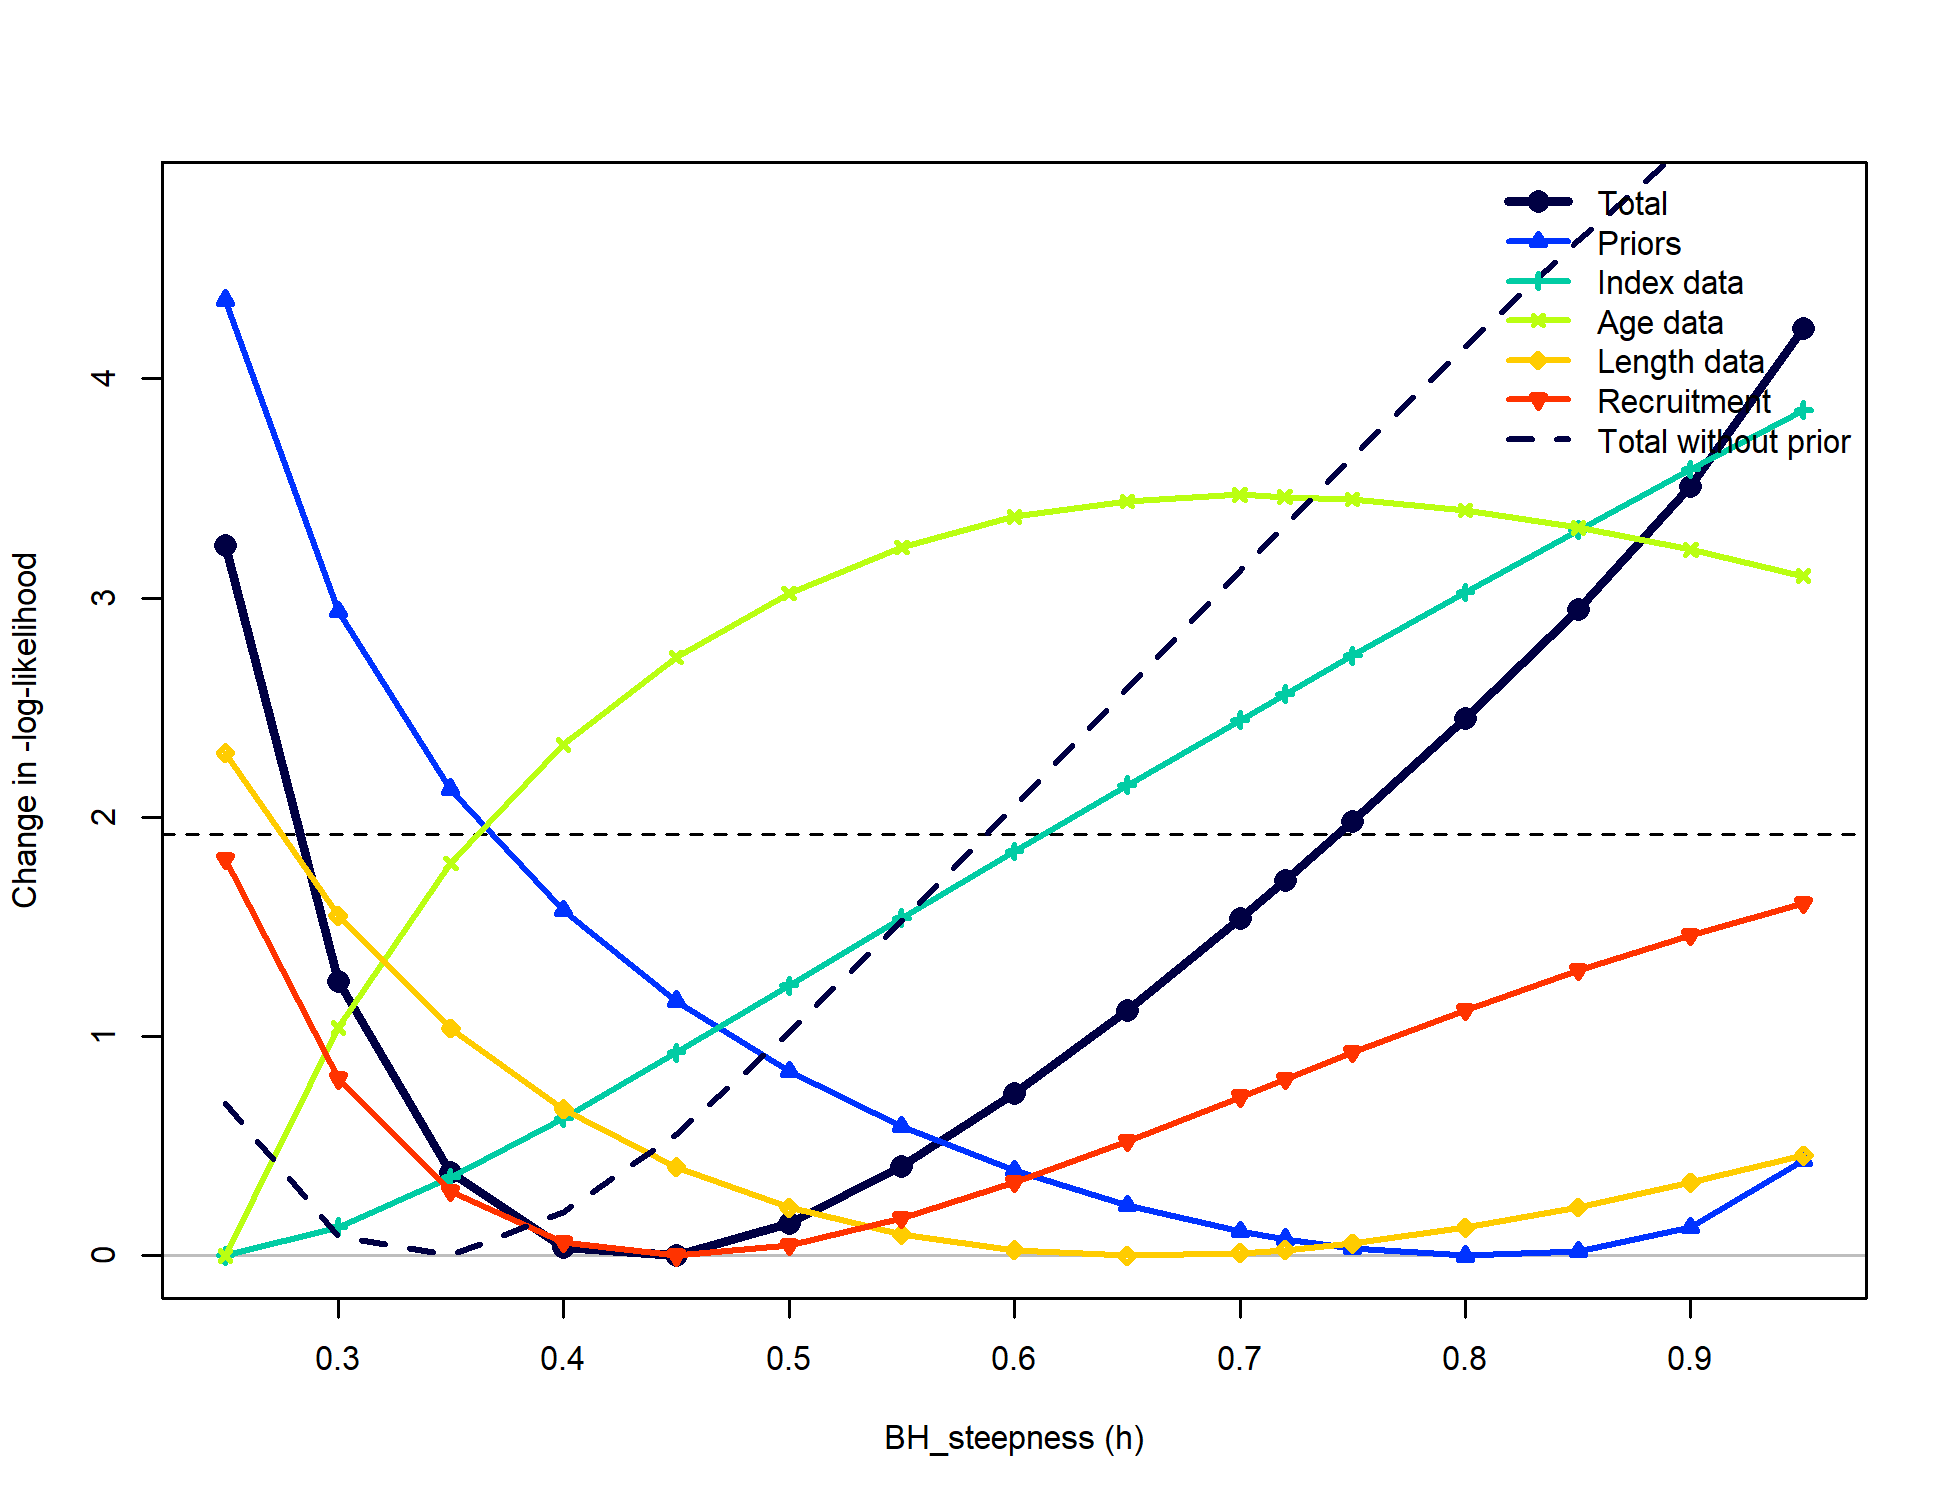 Total
Priors
Index data
Age data
Length data
Recruitment
Total without prior
Change in -log-likelihood
4
3
2
1
0
0.3 0.4 0.5 0.6 0.7 0.8 0.9
BH_steepness (h)